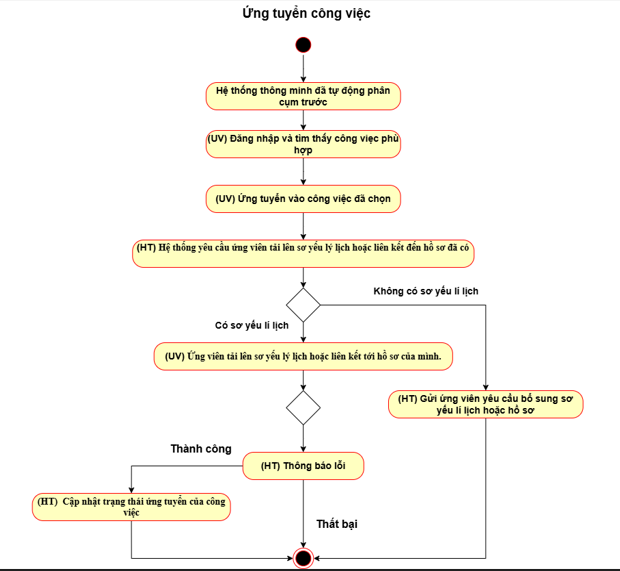 Ứng tuyển công việc
Hệ thống thông minh đã tự động phân
cụm trước
(UV) Đăng nhập và tìm thấy công việc phù
hợp
(UV) Ứng tuyển vào công việc đã chọn
(HT) Hệ thống yêu cầu ứng viên tải lên sơ yếu lý lịch hoặc liên kết đến hồ sơ đã có
Không có sơ yếu lí lịch
Có sơ yếu lí lịch
(UV) Ứng viên tải lên sơ yếu lý lịch hoặc liên kết tới hồ sơ của mình.
(HT) Gửi ứng viên yêu cầu bổ sung sơ
yếu lí lịch hoặc hồ sơ
Thành công
(HT) Thông báo lỗi
(HT) Cập nhật trạng thái ứng tuyển của công
việc
Thất bại